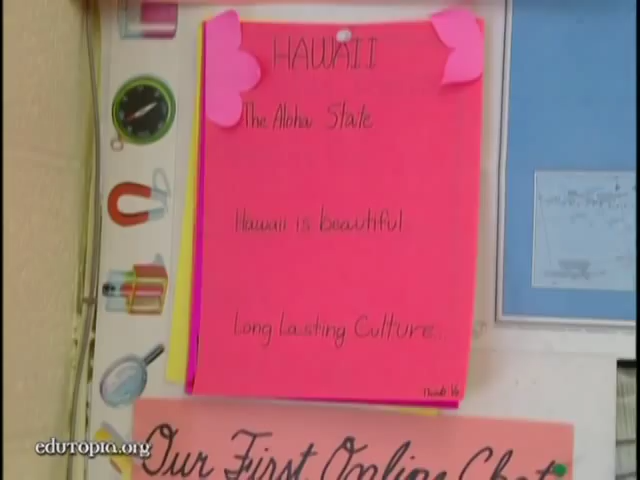 HAWAII
The Aloha State
Hawaii is beautiful
Long Lasting Culture.
Our First Online Chat
edutopia.org